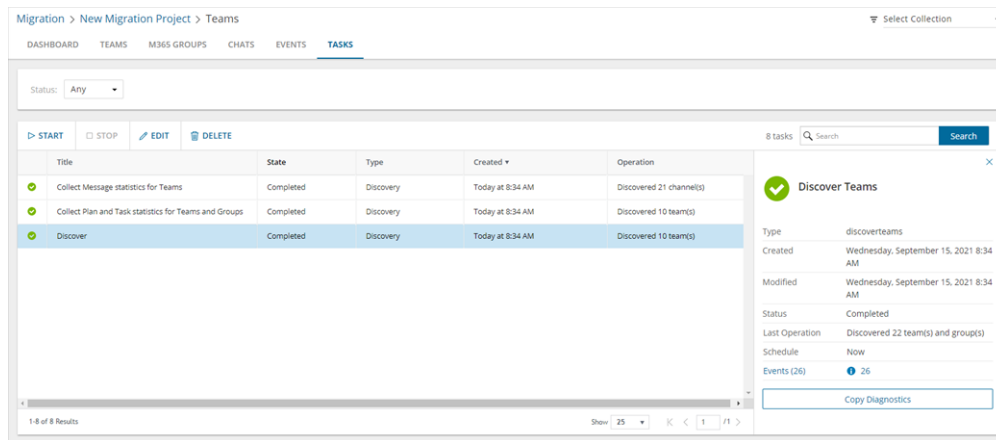 Migration > New Migration Project > Teams
Select Collection
DASHBOARD TEAMS M365 GROUPS CHATS EVENTS TASKS
Status: Any
START STOP EDIT DELETE
8 tasks Search Search
Title State Type Created Operation
Collect Message statistics for Teams Completed Discovery Today at 8:34 AM Discovered 21 channel(s)
Collect Plan and Task statistics for Teams and Groups Completed Discovery Today at 8:34 AM Discovered 10 team(s)
Discover Completed Discovery Today at 8:34 AM Discovered 10 team(s)
Discover Teams
Type discoverteams
Created Wednesday, September 15, 2021 8:34
AM
Modified Wednesday, September 15, 2021 8:34
AM
Status Completed
Last Operation Discovered 22 team(s) and group(s)
Schedule Now
Events (26) 26
Copy Diagnostics
1-8 of 8 Results
Show 25 1 /1